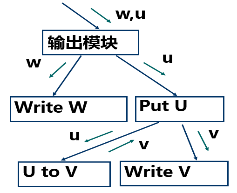 w,u
输出模块
w
u
Write W
Put U
u
v
v
U to V
Write V